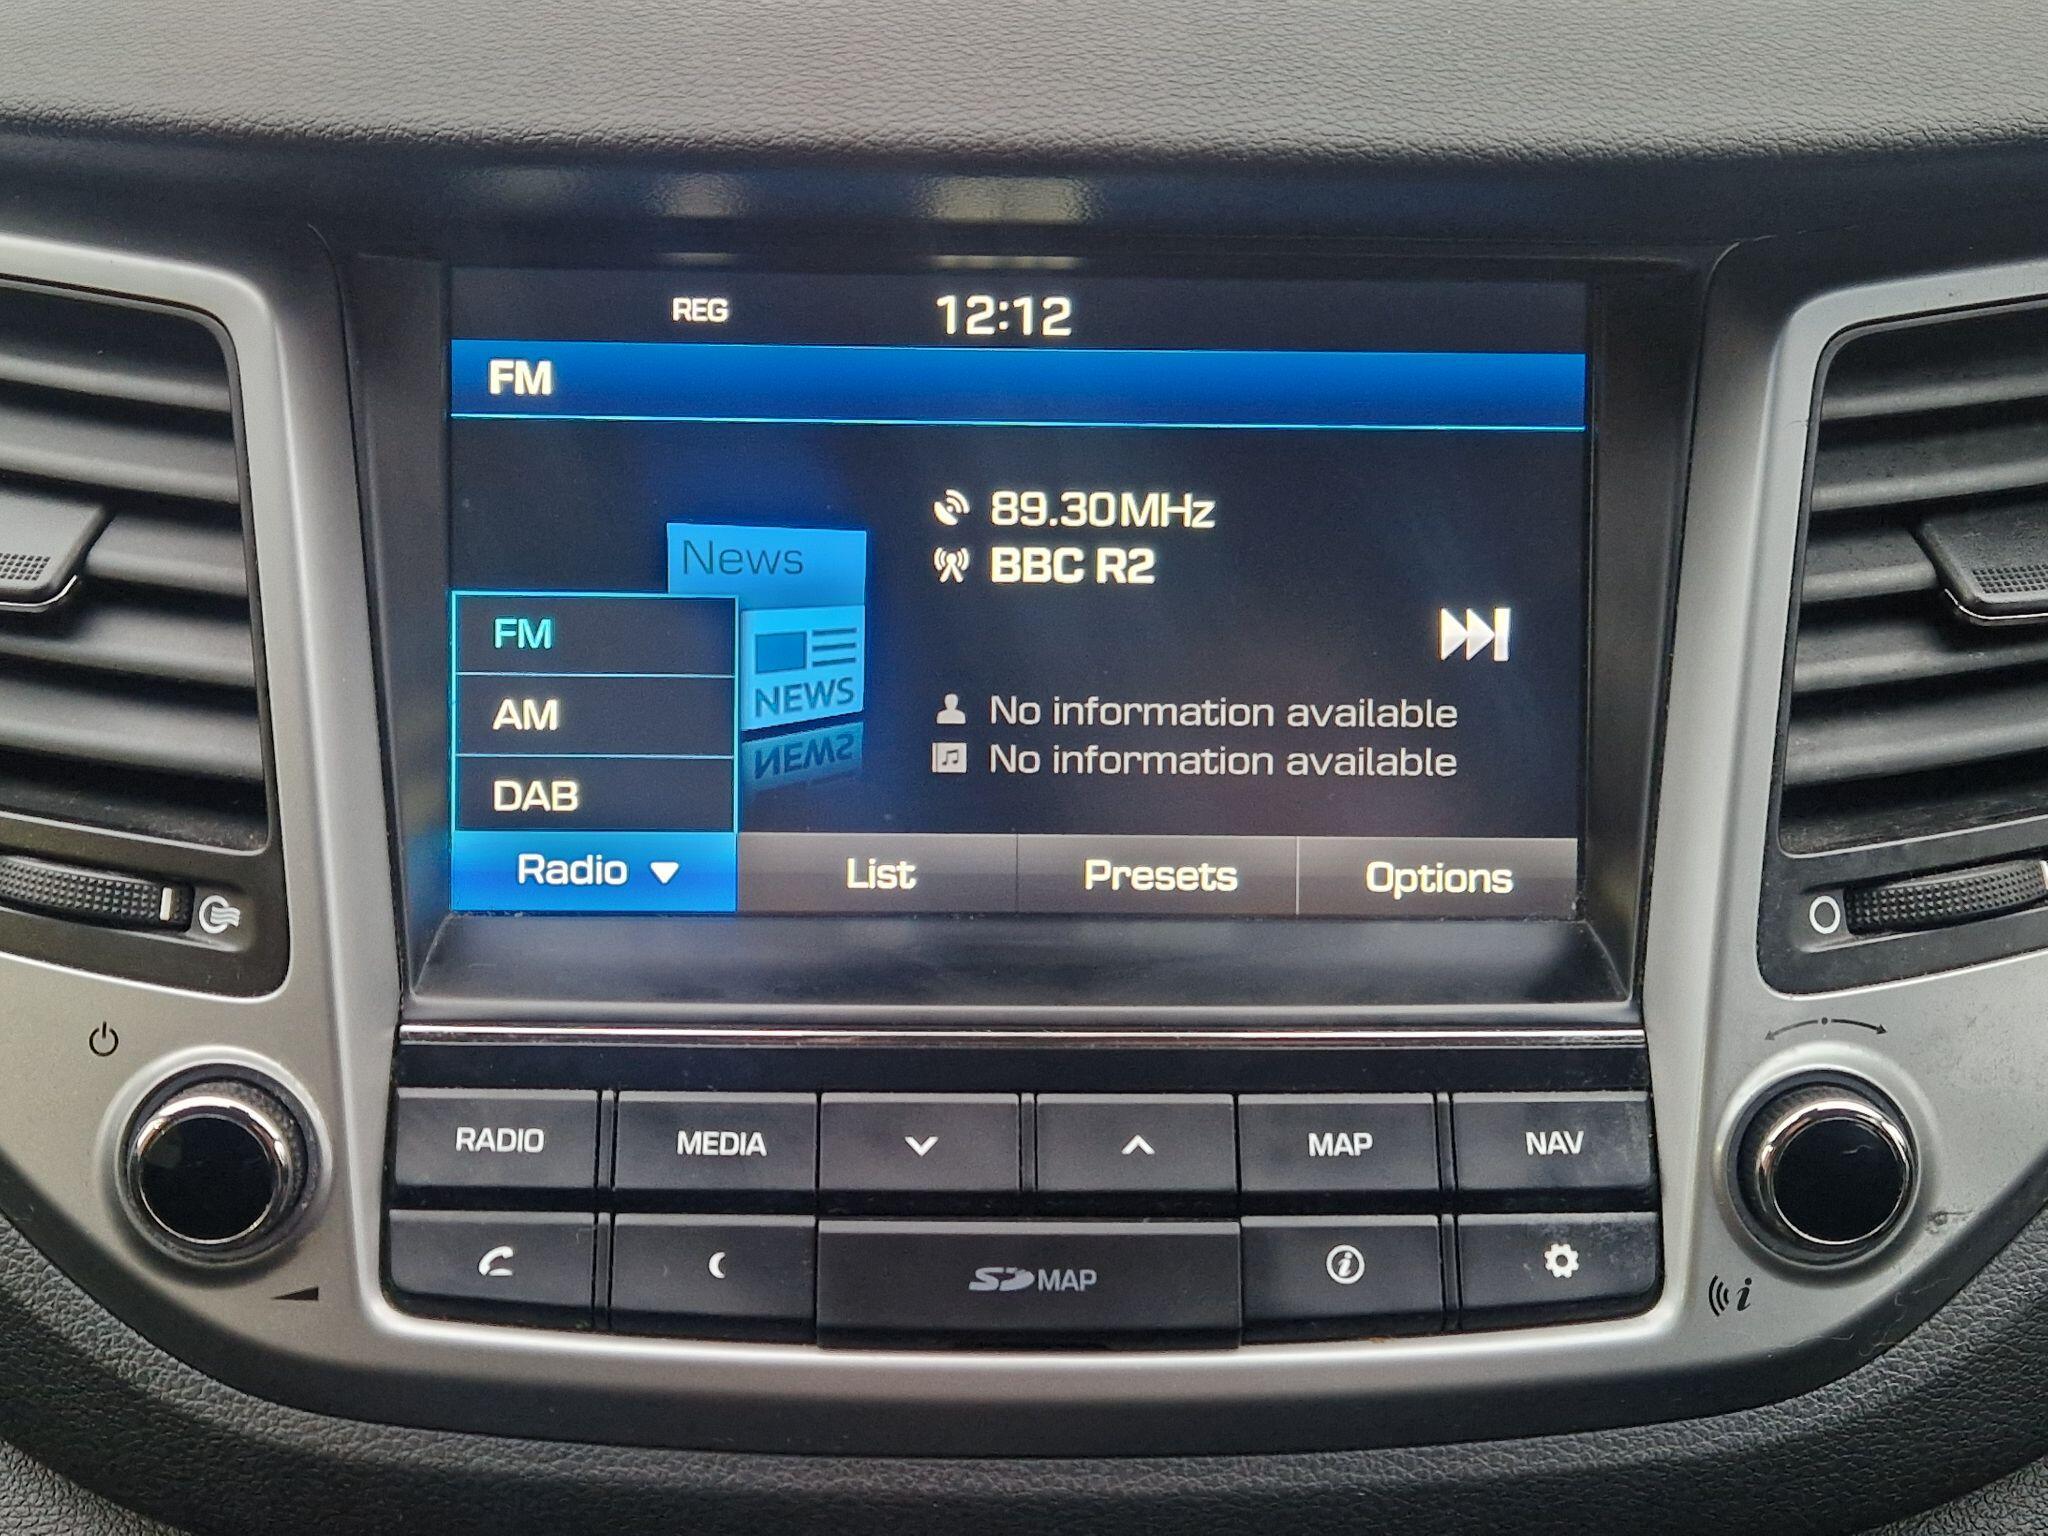 REG 12:12
FM
89.30MHz
BBC R2
News
NEWS
FM
AM
DAB
No information available
No information available
Radio List Presets Options
RADIO MEDIA MAP NAV
SD MAP
i
i